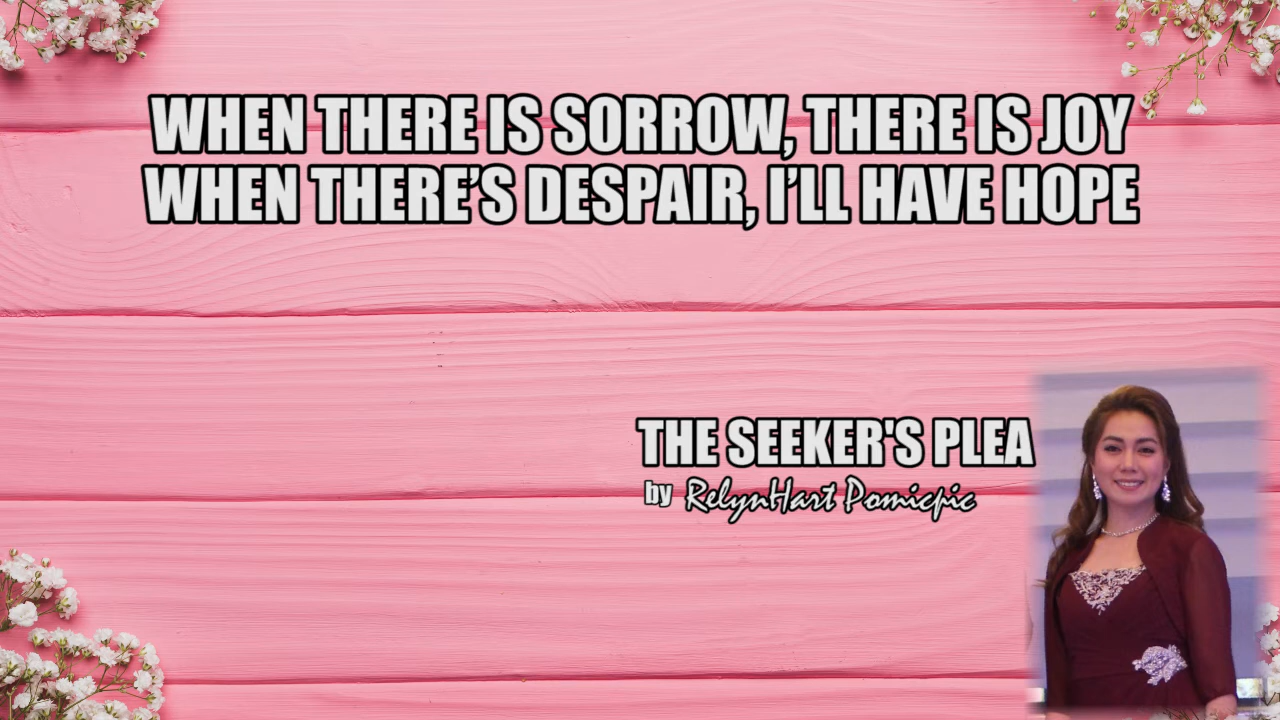 WHEN THERE IS SORROW, THERE IS JOY
WHEN THERE’S DESPAIR, I’LL HAVE HOPE
THE SEEKER'S PLEA
by RelynHart Pomicpic